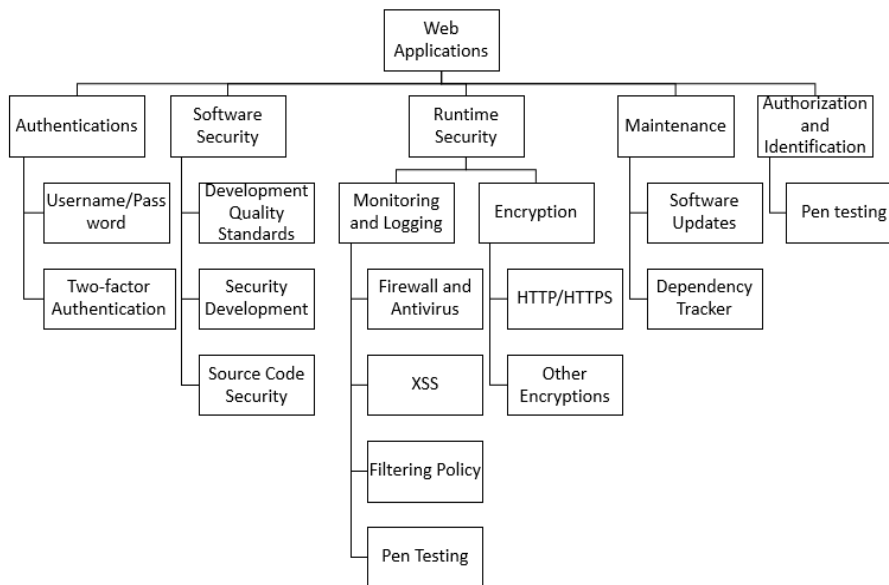 Web
Applications
Authentications
Software
Security
Runtime
Security
Maintenance
Authorization
and
Identification
Username/Pass
word
Two-factor
Authentication
Development
Quality
Standards
Security
Development
Source Code
Security
Monitoring
and Logging
Encryption
Firewall and
Antivirus
XSS
Filtering Policy
Pen Testing
HTTP/HTTPS
Other
Encryptions
Software
Updates
Dependency
Tracker
Pen testing